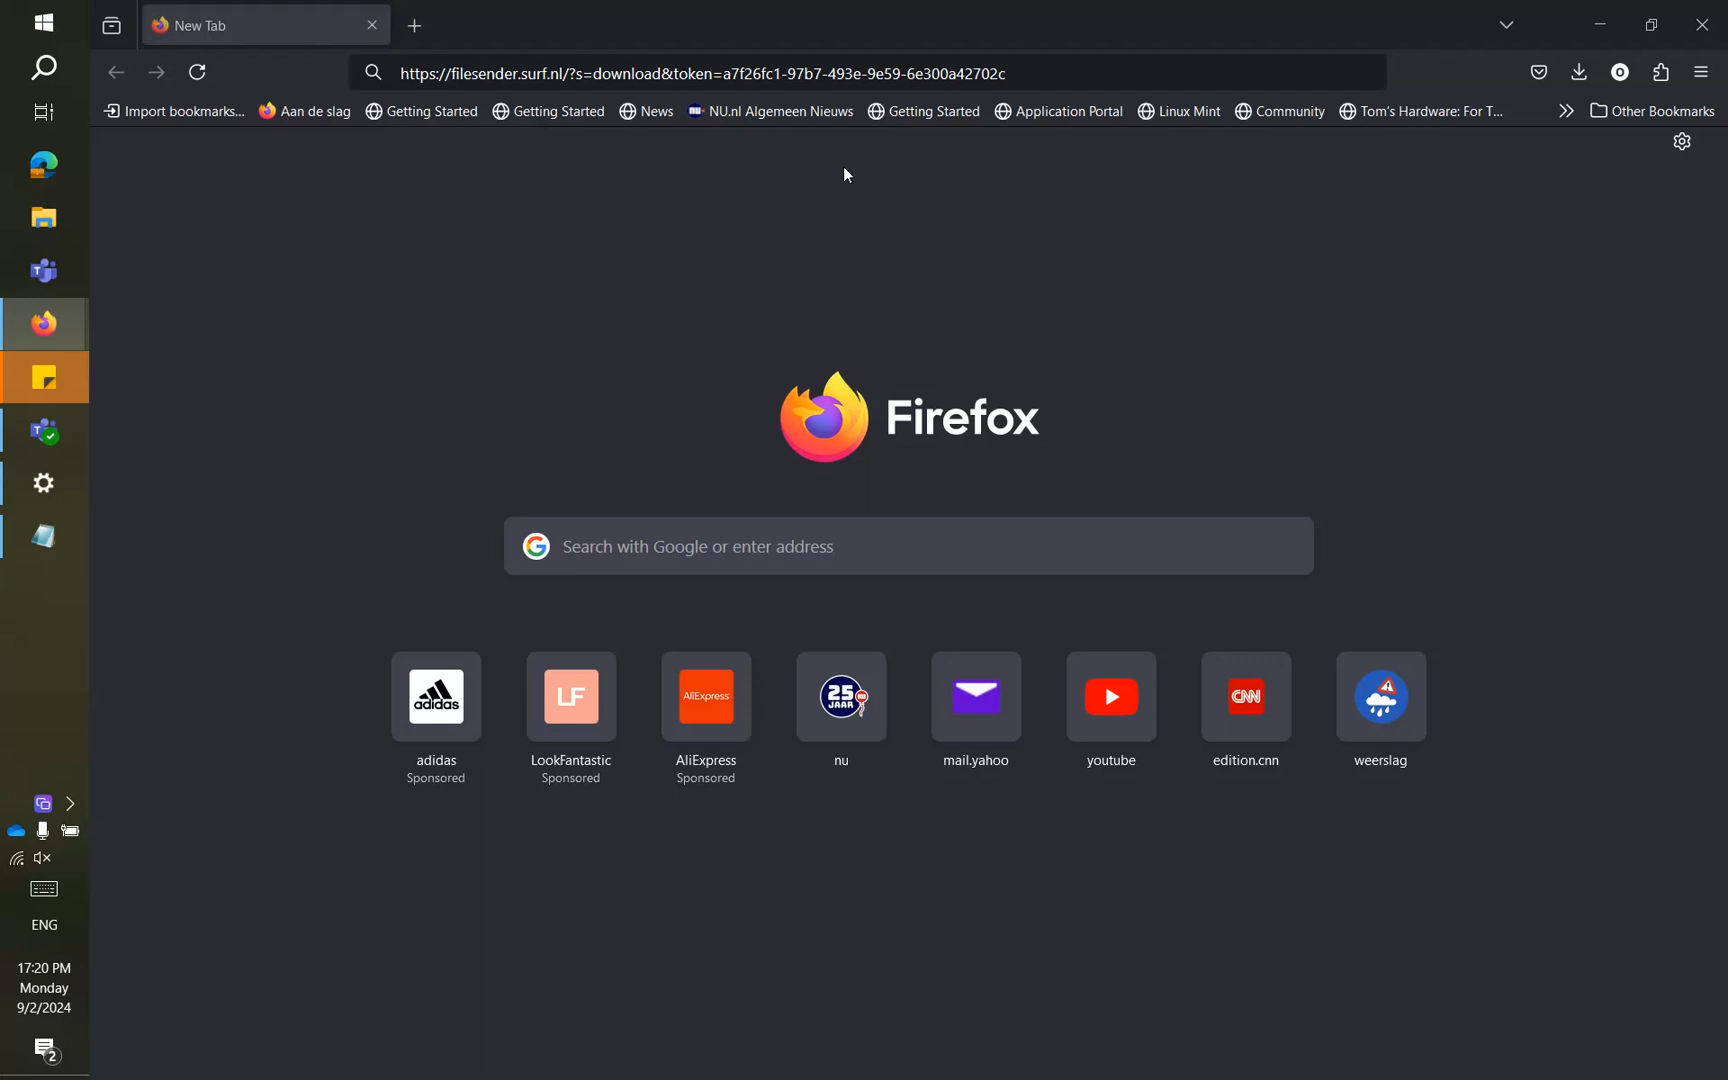 New Tab
https://filesender.surf.nl/?s=download&token=a7f26fc1-97b7-493e-9e59-6e300a42702c
Import bookmarks... Aan de slag Getting Started Getting Started News NU.nl Algemeen Nieuws Getting Started Application Portal Linux Mint Community Tom's Hardware: For T... Other Bookmarks
Firefox
Search with Google or enter address
adidas LF AliExpress 25 JAAR nu CNN
adidas LookFantastic AliExpress nu mail.yahoo youtube edition.cnn weerslag
Sponsored Sponsored Sponsored
ENG
17:20 PM
Monday
9/2/2024
2